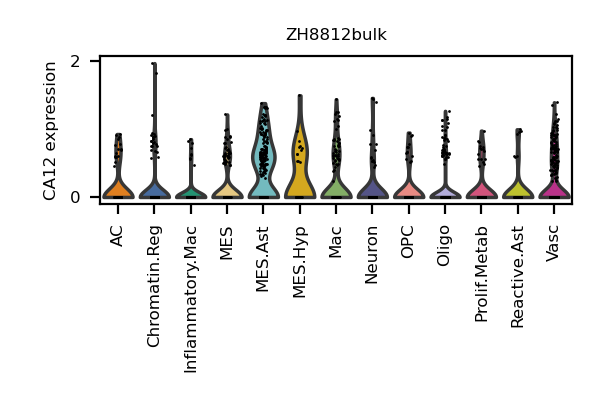 ZH8812bulk
CA12 expression
2
0
AC
Chromatin.Reg
Inflammatory.Mac
MES
MES.Ast
MES.Hyp
Mac
Neuron
OPC
Oligo
Prolif.Metab
Reactive.Ast
Vasc